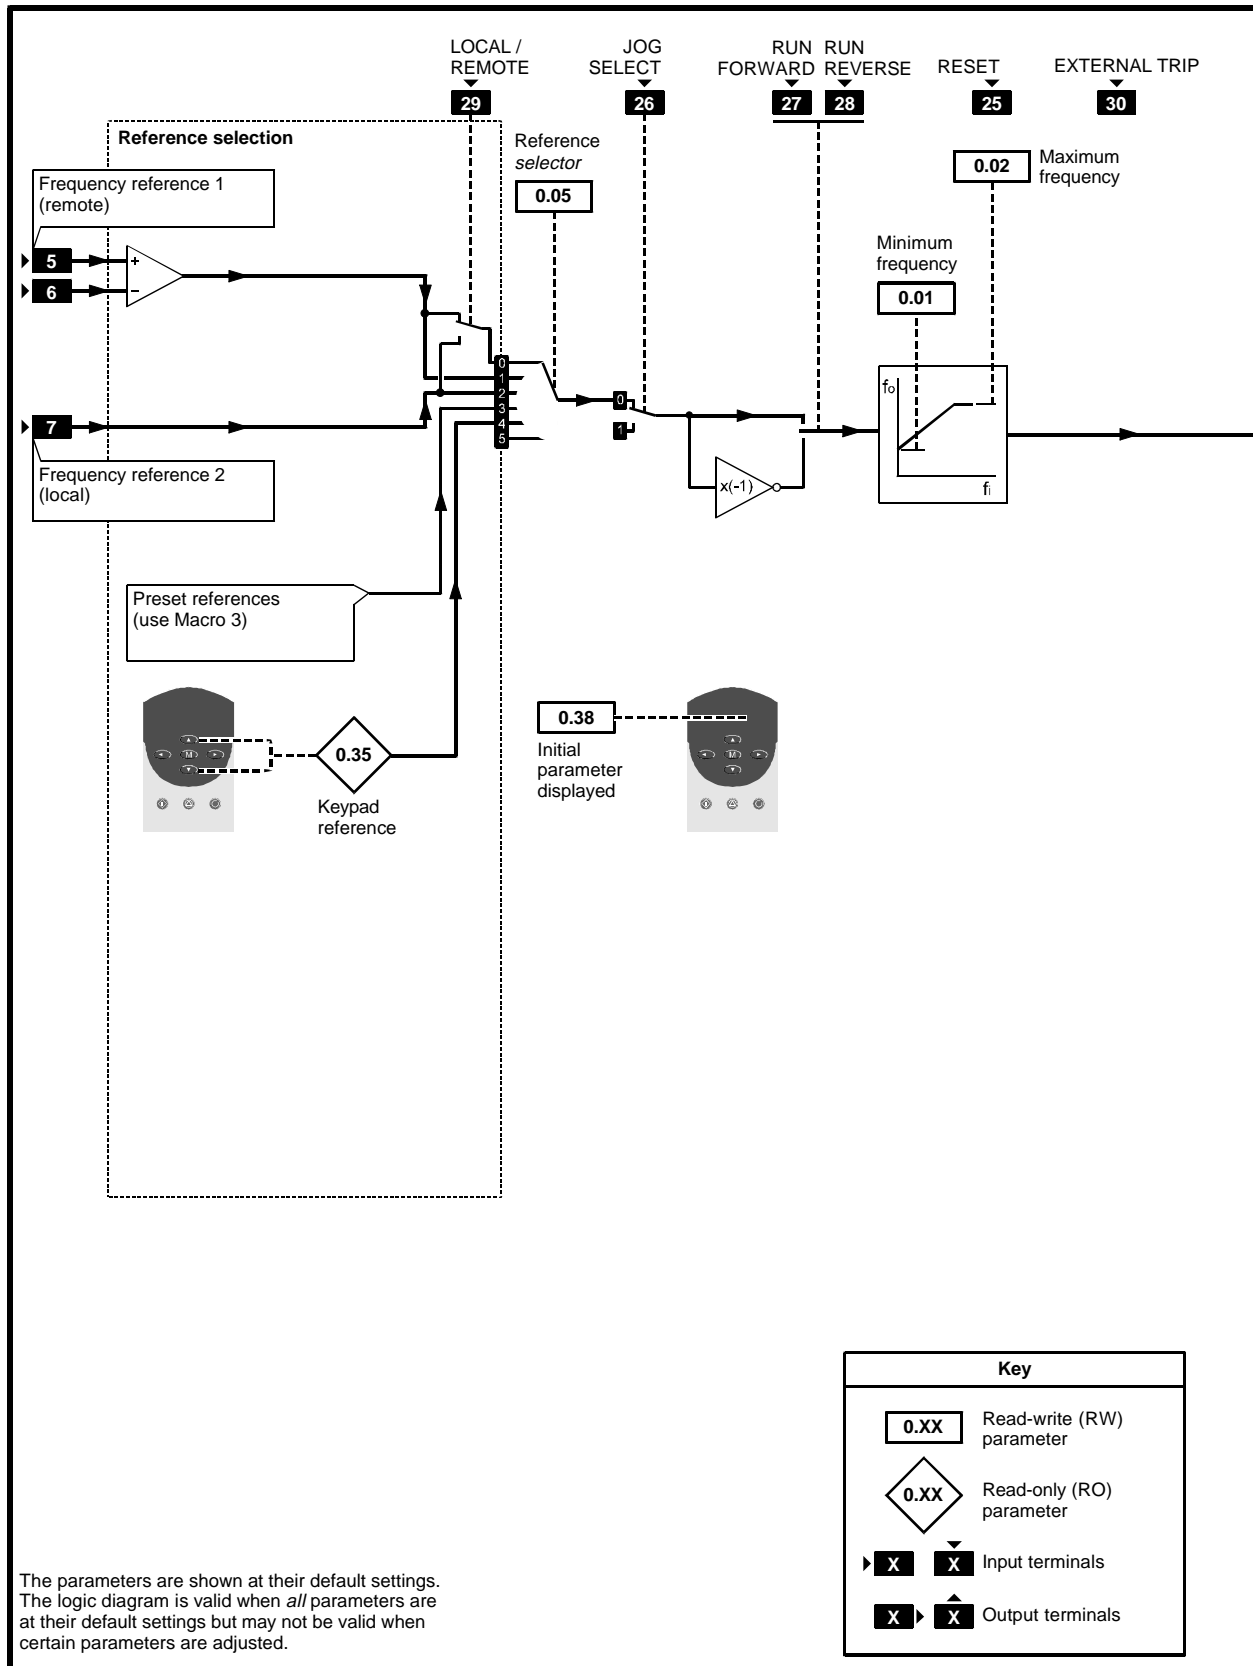 LOCAL /
REMOTE
29
JOG
SELECT
26
RUN
FORWARD
27
RUN
REVERSE
28
RESET
25
EXTERNAL TRIP
30
Reference selection
Reference
selector
0.05
0.02
Maximum
frequency
Minimum
frequency
0.01
Frequency reference 1
(remote)
5
6
+
−
7
Frequency reference 2
(local)
0
1
2
3
4
5
0
1
x(-1)
fo
fi
Preset references
(use Macro 3)
M
0.35
Keypad
reference
0.38
Initial
parameter
displayed
M
Key
0.XX
Read-write (RW)
parameter
0.XX
Read-only (RO)
parameter
X
X
Input terminals
X
X
Output terminals
The parameters are shown at their default settings.
The logic diagram is valid when all parameters are
at their default settings but may not be valid when
certain parameters are adjusted.